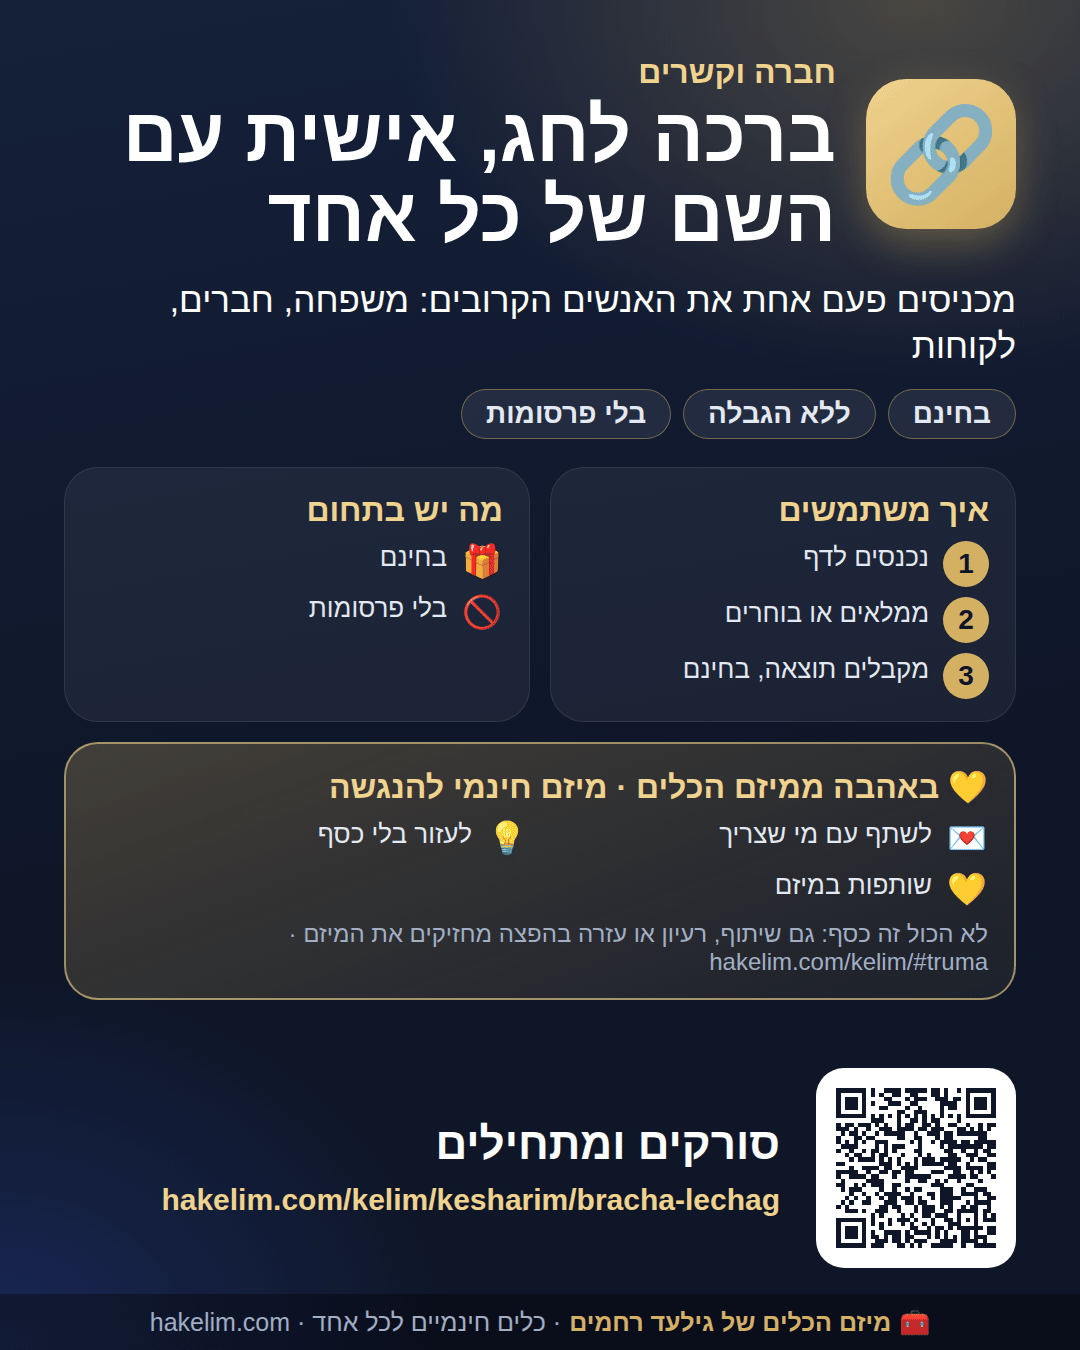 חברה וקשרים
ברכה לחג, אישית עם
השם של כל אחד
מכניסים פעם אחת את האנשים הקרובים: משפחה, חברים,
לקוחות
בחינם
ללא הגבלה
בלי פרסומות
איך משתמשים
1 נכנסים לדף
2 ממלאים או בוחרים
3 מקבלים תוצאה, בחינם
מה יש בתחום
🎁 בחינם
🚫 בלי פרסומות
💛 באהבה ממיזם הכלים · מיזם חינמי להנגשה
💌 לשתף עם מי שצריך
💡 לעזור בלי כסף
💛 שותפות במיזם
לא הכול זה כסף: גם שיתוף, רעיון או עזרה בהפצה מחזיקים את המיזם ·
hakelim.com/kelim/#truma
סורקים ומתחילים
hakelim.com/kelim/kesharim/bracha-lechag
🧰 מיזם הכלים של גילעד רחמים · כלים חינמיים לכל אחד · hakelim.com